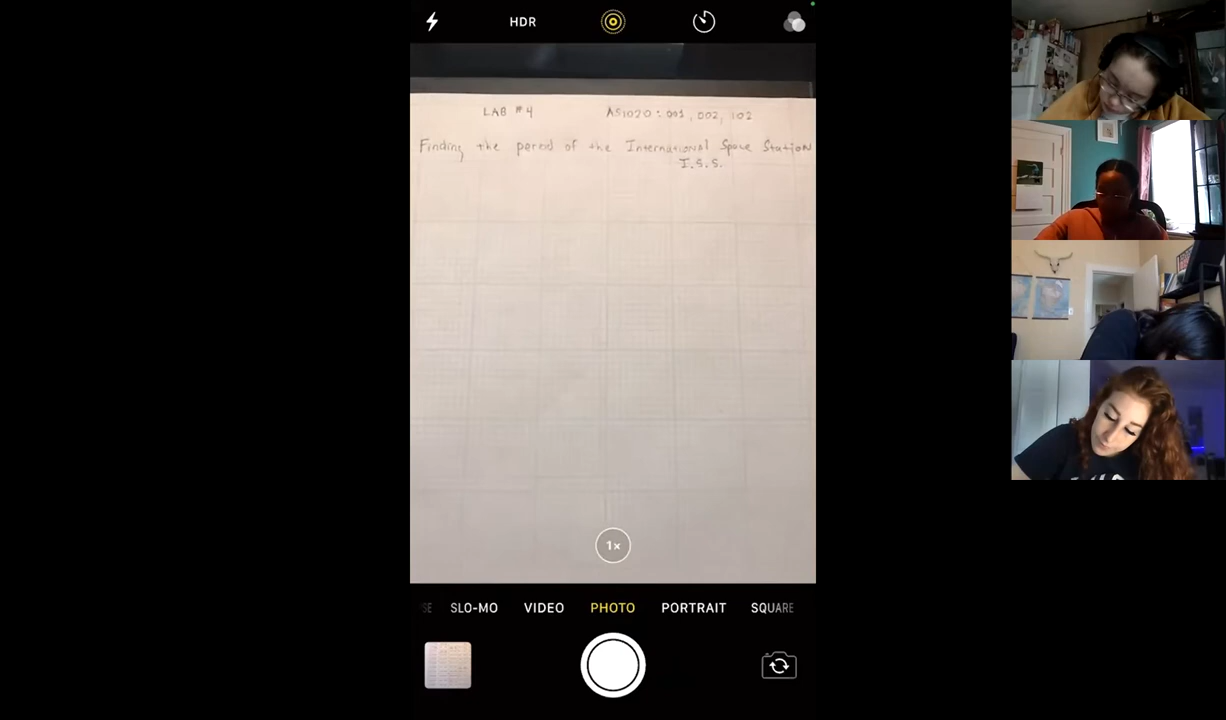 HDR
LAB #4 AS1020: 001, 002, 102
Finding the period of the International Space Station
I.S.S.
1×
SLO-MO VIDEO PHOTO PORTRAIT SQUARE